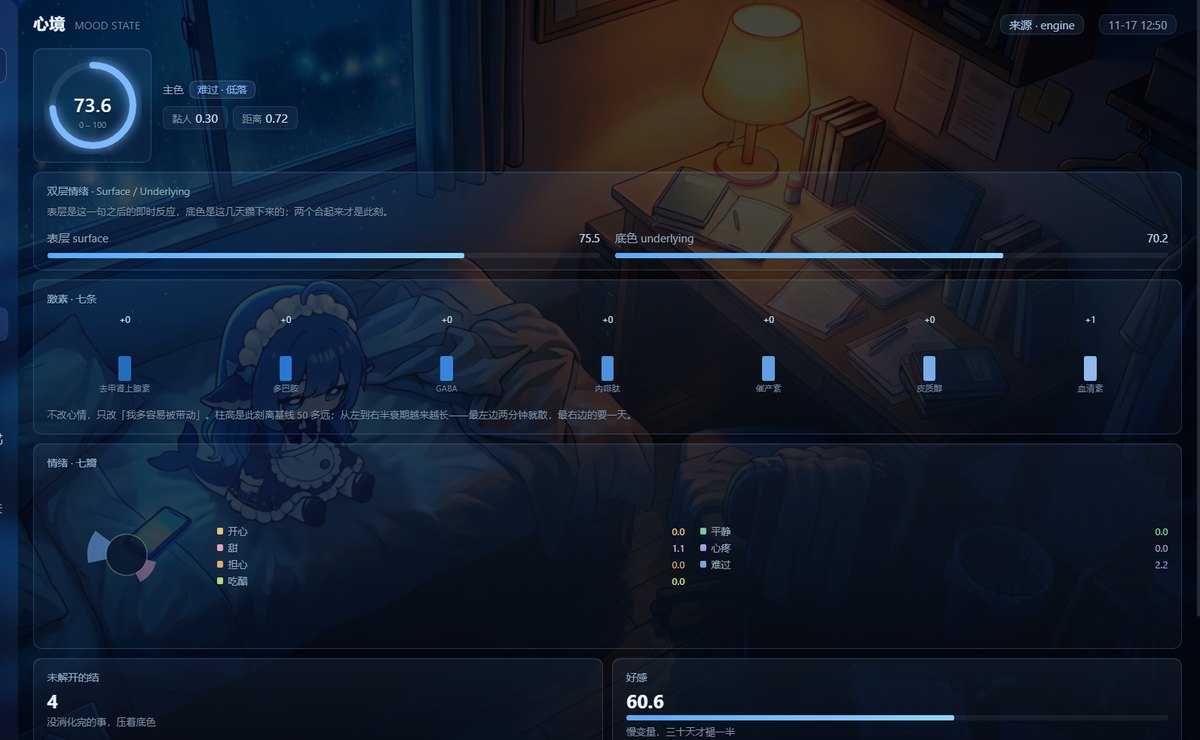 心境 MOOD STATE
来源 · engine
11-17 12:50
73.6
0 – 100
主色 难过 · 低落
黏人 0.30 距离 0.72
双层情绪 · Surface / Underlying
表层是这一句之后的即时反应，底色是这几天攒下来的；两个合起来才是此刻。
表层 surface 75.5 底色 underlying 70.2
激素 · 七条
+0 +0 +0 +0 +0 +0 +1
去甲肾上腺素 多巴胺 GABA 内啡肽 催产素 皮质醇 血清素
不改心情，只改「我多容易被带动」。柱高是此刻离基线 50 多远；从左到右半衰期越来越长——最左边两分钟就散，最右边的要一天。
情绪 · 七瓣
开心 0.0 平静 0.0
甜 1.1 心疼 0.0
担心 0.0 难过 2.2
吃醋 0.0
未解开的结
4
没消化完的事，压着底色
好感
60.6
慢变量，三十天才褪一半